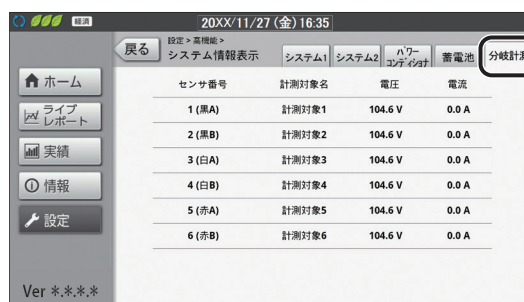 経済 20XX/11/27 (金) 16:35
戻る 設定 > 高機能 >
システム情報表示
システム1 システム2 パワーコンディショナ 蓄電池 分岐計測
ホーム
ライブレポート
実績
情報
設定
Ver *.*.*.*
センサ番号 計測対象名 電圧 電流
1 (黒A) 計測対象1 104.6 V 0.0 A
2 (黒B) 計測対象2 104.6 V 0.0 A
3 (白A) 計測対象3 104.6 V 0.0 A
4 (白B) 計測対象4 104.6 V 0.0 A
5 (赤A) 計測対象5 104.6 V 0.0 A
6 (赤B) 計測対象6 104.6 V 0.0 A